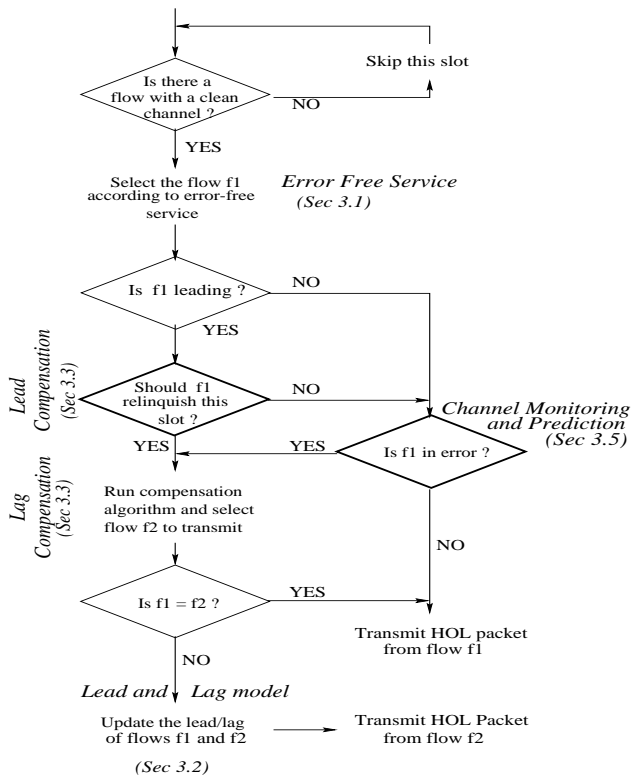 Skip this slot
Is there a
flow with a clean
channel ?
NO
YES
Select the flow f1
according to error-free
service
Error Free Service
(Sec 3.1)
Is f1 leading ?
NO
YES
Lead
Compensation
(Sec 3.3)
Should f1
relinquish this
slot ?
NO
YES
Channel Monitoring
and Prediction
(Sec 3.5)
Is f1 in error ?
YES
NO
Lag
Compensation
(Sec 3.3)
Run compensation
algorithm and select
flow f2 to transmit
Is f1 = f2 ?
YES
NO
Transmit HOL packet
from flow f1
Lead and Lag model
Update the lead/lag
of flows f1 and f2
(Sec 3.2)
Transmit HOL Packet
from flow f2